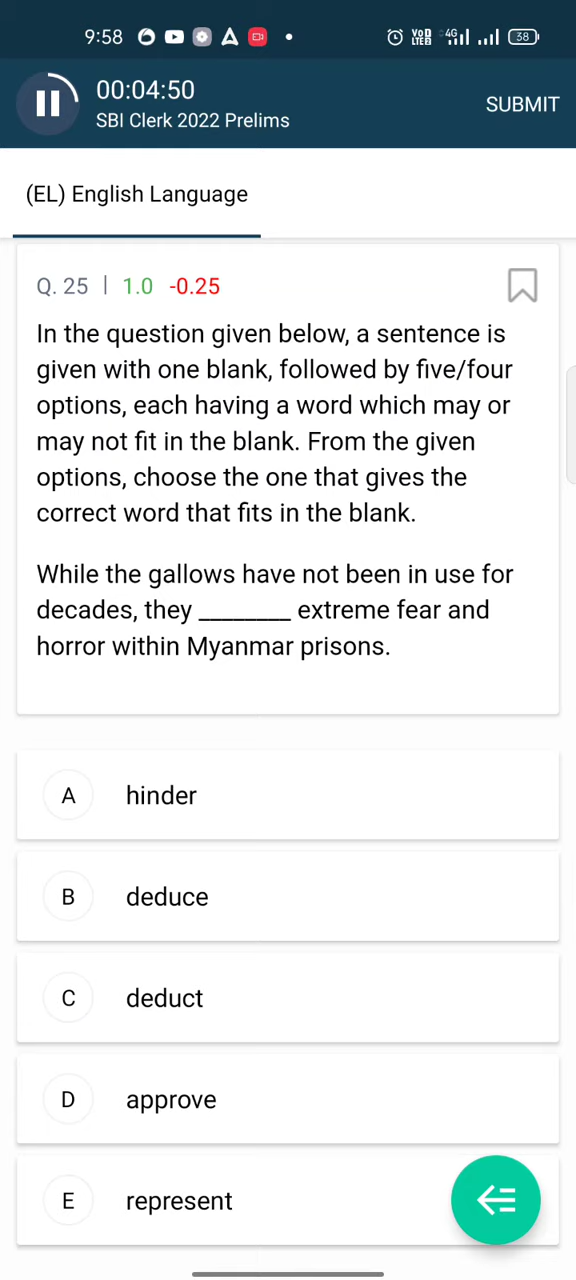 9:58
VoD LTE2 4G 38
00:04:50
SBI Clerk 2022 Prelims
SUBMIT
(EL) English Language
Q. 25 | 1.0 -0.25
In the question given below, a sentence is
given with one blank, followed by five/four
options, each having a word which may or
may not fit in the blank. From the given
options, choose the one that gives the
correct word that fits in the blank.
While the gallows have not been in use for
decades, they ________ extreme fear and
horror within Myanmar prisons.
A hinder
B deduce
C deduct
D approve
E represent